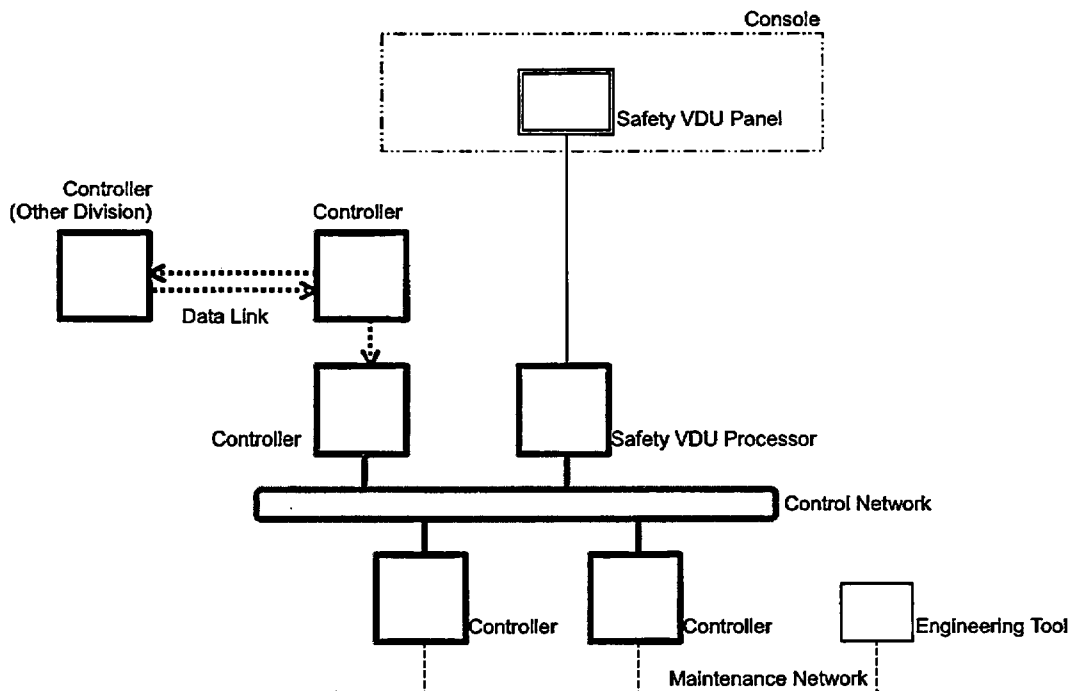 Console
Safety VDU Panel
Controller
(Other Division)
Controller
Data Link
Controller
Safety VDU Processor
Control Network
Controller
Controller
Engineering Tool
Maintenance Network